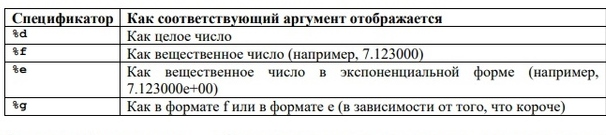 Спецификатор Как соответствующий аргумент отображается
%d Как целое число
%f Как вещественное число (например, 7.123000)
%e Как вещественное число в экспоненциальной форме (например,
7.123000e+00)
%g Как в формате f или в формате e (в зависимости от того, что короче)